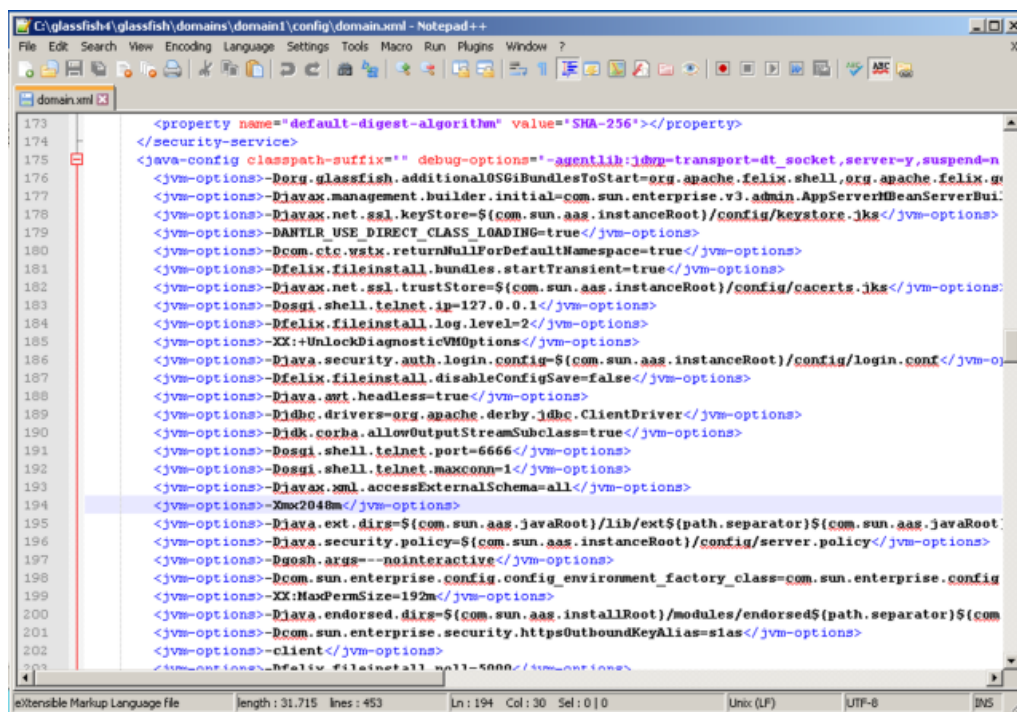 C:\glassfish4\glassfish\domains\domain1\config\domain.xml - Notepad++
File Edit Search View Encoding Language Settings Tools Macro Run Plugins Window ? X
domain.xml
173 <property name="default-digest-algorithm" value="SHA-256"></property>
174 </security-service>
175 <java-config classpath-suffix="" debug-options="-agentlib:jdwp=transport=dt_socket,server=y,suspend=n
176 <jvm-options>-Dorg.glassfish.additionalOSGiBundlesToStart=org.apache.felix.shell,org.apache.felix.go
177 <jvm-options>-Djavax.management.builder.initial=com.sun.enterprise.v3.admin.AppServerMBeanServerBuil
178 <jvm-options>-Djavax.net.ssl.keyStore=${com.sun.aas.instanceRoot}/config/keystore.jks</jvm-options>
179 <jvm-options>-DANTLR_USE_DIRECT_CLASS_LOADING=true</jvm-options>
180 <jvm-options>-Dcom.ctc.wstx.returnNullForDefaultNamespace=true</jvm-options>
181 <jvm-options>-Dfelix.fileinstall.bundles.startTransient=true</jvm-options>
182 <jvm-options>-Djavax.net.ssl.trustStore=${com.sun.aas.instanceRoot}/config/cacerts.jks</jvm-options>
183 <jvm-options>-Dosgi.shell.telnet.ip=127.0.0.1</jvm-options>
184 <jvm-options>-Dfelix.fileinstall.log.level=2</jvm-options>
185 <jvm-options>-XX:+UnlockDiagnosticVMOptions</jvm-options>
186 <jvm-options>-Djava.security.auth.login.config=${com.sun.aas.instanceRoot}/config/login.conf</jvm-op
187 <jvm-options>-Dfelix.fileinstall.disableConfigSave=false</jvm-options>
188 <jvm-options>-Djava.awt.headless=true</jvm-options>
189 <jvm-options>-Djdbc.drivers=org.apache.derby.jdbc.ClientDriver</jvm-options>
190 <jvm-options>-Djdk.corba.allowOutputStreamSubclass=true</jvm-options>
191 <jvm-options>-Dosgi.shell.telnet.port=6666</jvm-options>
192 <jvm-options>-Dosgi.shell.telnet.maxconn=1</jvm-options>
193 <jvm-options>-Djavax.xml.accessExternalSchema=all</jvm-options>
194 <jvm-options>-Xmx2048m</jvm-options>
195 <jvm-options>-Djava.ext.dirs=${com.sun.aas.javaRoot}/lib/ext${path.separator}${com.sun.aas.javaRoot}
196 <jvm-options>-Djava.security.policy=${com.sun.aas.instanceRoot}/config/server.policy</jvm-options>
197 <jvm-options>-Dgosh.args=--nointeractive</jvm-options>
198 <jvm-options>-Dcom.sun.enterprise.config.config_environment_factory_class=com.sun.enterprise.config
199 <jvm-options>-XX:MaxPermSize=192m</jvm-options>
200 <jvm-options>-Djava.endorsed.dirs=${com.sun.aas.installRoot}/modules/endorsed${path.separator}${com
201 <jvm-options>-Dcom.sun.enterprise.security.httpsOutboundKeyAlias=s1as</jvm-options>
202 <jvm-options>-client</jvm-options>
203 <jvm-options>-Dfelix.fileinstall.poll=5000</jvm-options>
eXtensible Markup Language file length : 31.715 lines : 453 Ln : 194 Col : 30 Sel : 0 | 0 Unix (LF) UTF-8 INS